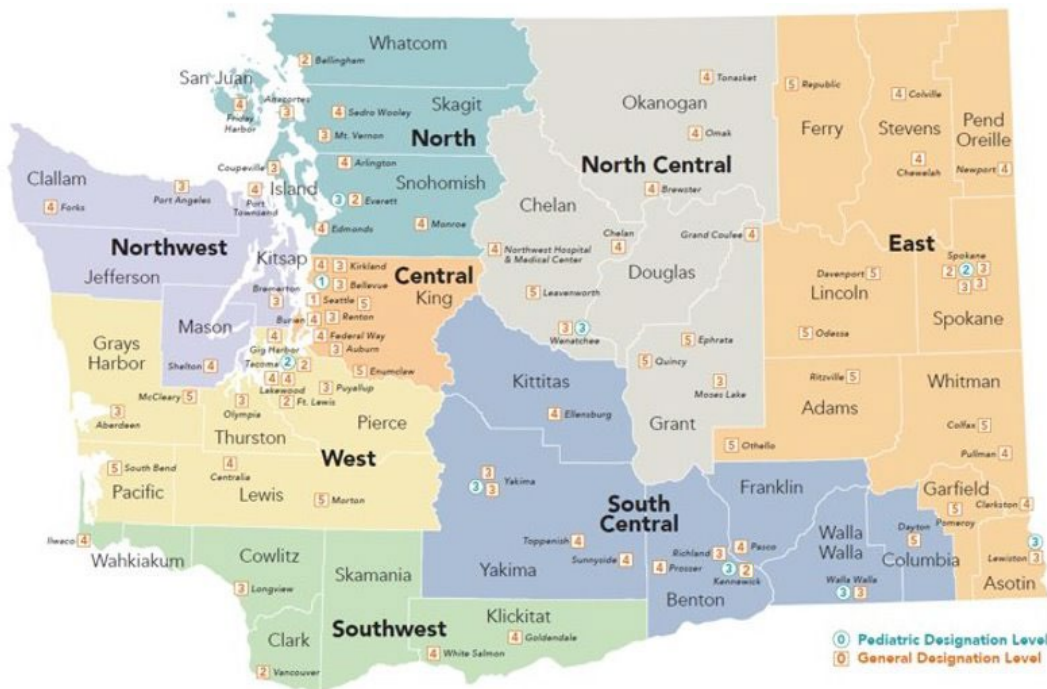 Whatcom
2 Bellingham
San Juan
4
Friday
Harbor
Anacortes
3
Skagit
4 Sedro Wooley
3 Mt. Vernon
North
Coupeville 3
Island
4 Arlington
Snohomish
3 2 Everett
4 Monroe
4 Edmonds
Clallam
4 Forks
3
Port Angeles
4
Port
Townsend
Northwest
Jefferson
Kitsap
Bremerton
3
Mason
Shelton 4
Okanogan
4 Tonasket
4 Omak
North Central
4 Brewster
Chelan
Chelan
4
4 Northwest Hospital
& Medical Center
5 Leavenworth
3 3
Wenatchee
Douglas
Grand Coulee 4
5 Ephrata
5 Quincy
3
Moses Lake
Grant
5 Republic
Ferry
4 Colville
Stevens
4
Chewelah
Pend
Oreille
Newport 4
East
Spokane
2 2 3
3 3
Spokane
Davenport 5
Lincoln
5 Odessa
Ritzville 5
Adams
5 Othello
Whitman
Colfax 5
Pullman 4
Garfield
5
Pomeroy
Clarkston 4
3
Lewiston 3
Asotin
4 3 Kirkland
Central
1 3 Bellevue
King
1 Seattle 5
Burien 4 3 Renton
4 Federal Way
3 Auburn
5 Enumclaw
Grays
Harbor
4
Gig Harbor
Tacoma 2 2
4 4
Lakewood
2 Ft. Lewis
3 Puyallup
McCleary 5
3
Olympia
3
Aberdeen
Thurston
Pierce
West
5 South Bend
Pacific
4
Centralia
Lewis
5 Morton
Kittitas
4 Ellensburg
3
3 3 Yakima
South
Central
Toppenish 4
Sunnyside 4
Yakima
Franklin
Richland 3
4 Pasco
4 Prosser
3 2
Kennewick
Benton
Walla
Walla
Walla Walla
3 3
Dayton
5
Columbia
Ilwaco 4
Wahkiakum
Cowlitz
3 Longview
Skamania
Clark
2 Vancouver
Southwest
Klickitat
4 Goldendale
4 White Salmon
0 Pediatric Designation Level
0 General Designation Level